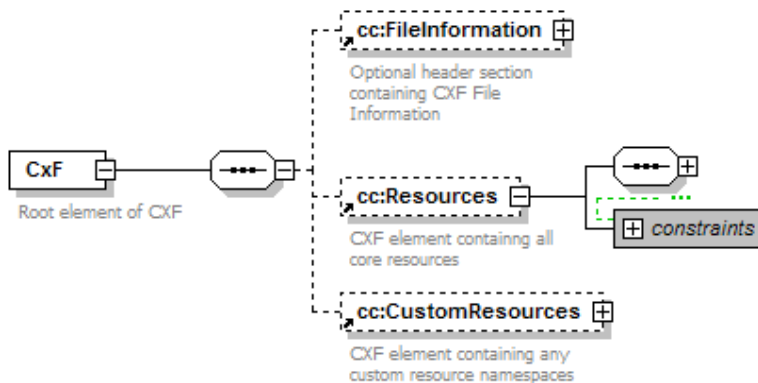 cc:FileInformation
Optional header section
containing CXF File
Information
CxF
Root element of CXF
cc:Resources
CXF element containng all
core resources
constraints
cc:CustomResources
CXF element containing any
custom resource namespaces